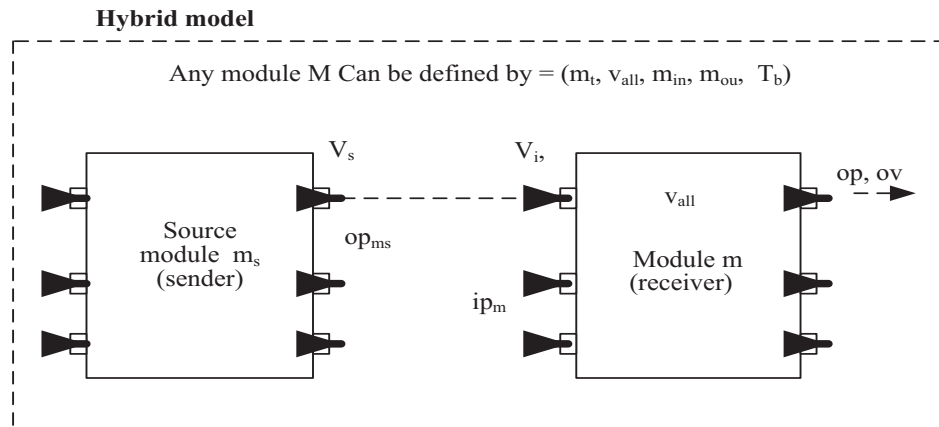 Hybrid model
Any module M Can be defined by = (mt, vall, min, mou, Tb)
Vs
Vi,
op, ov
vall
opms
Source
module ms
(sender)
Module m
(receiver)
ipm